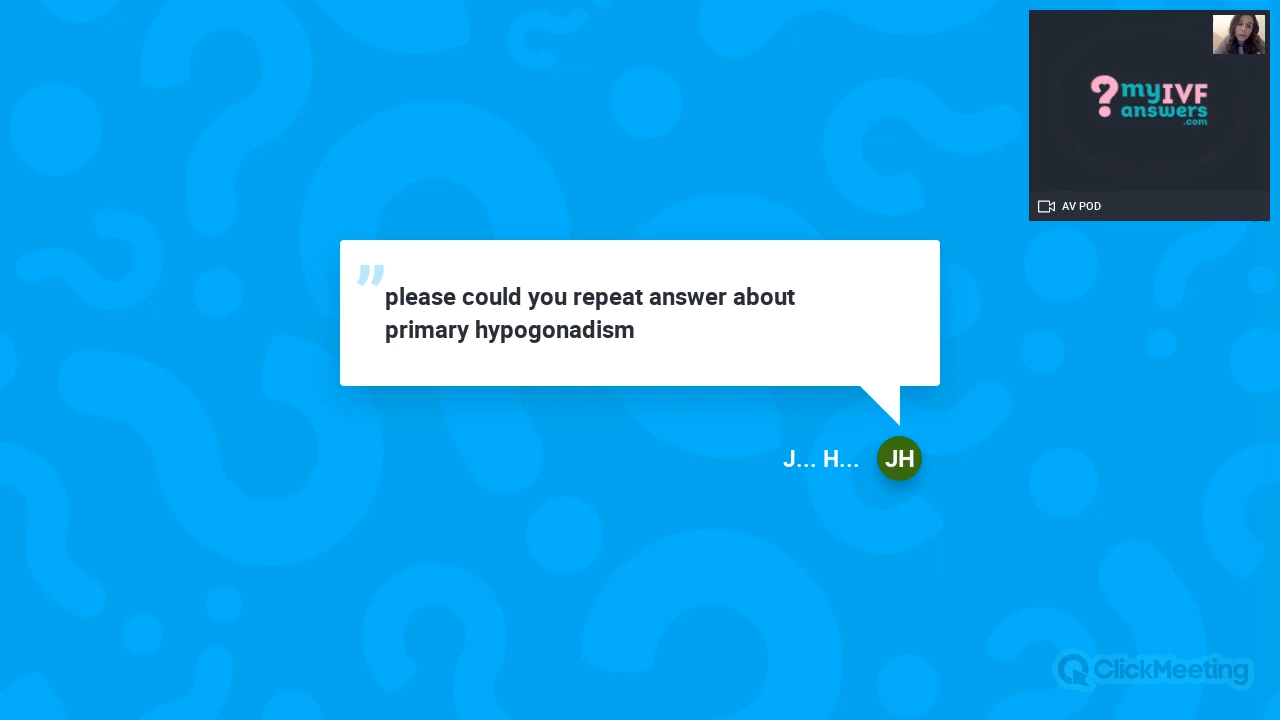 ?myIVF
answers
.com
AV POD
" please could you repeat answer about
primary hypogonadism
J... H... JH
ClickMeeting